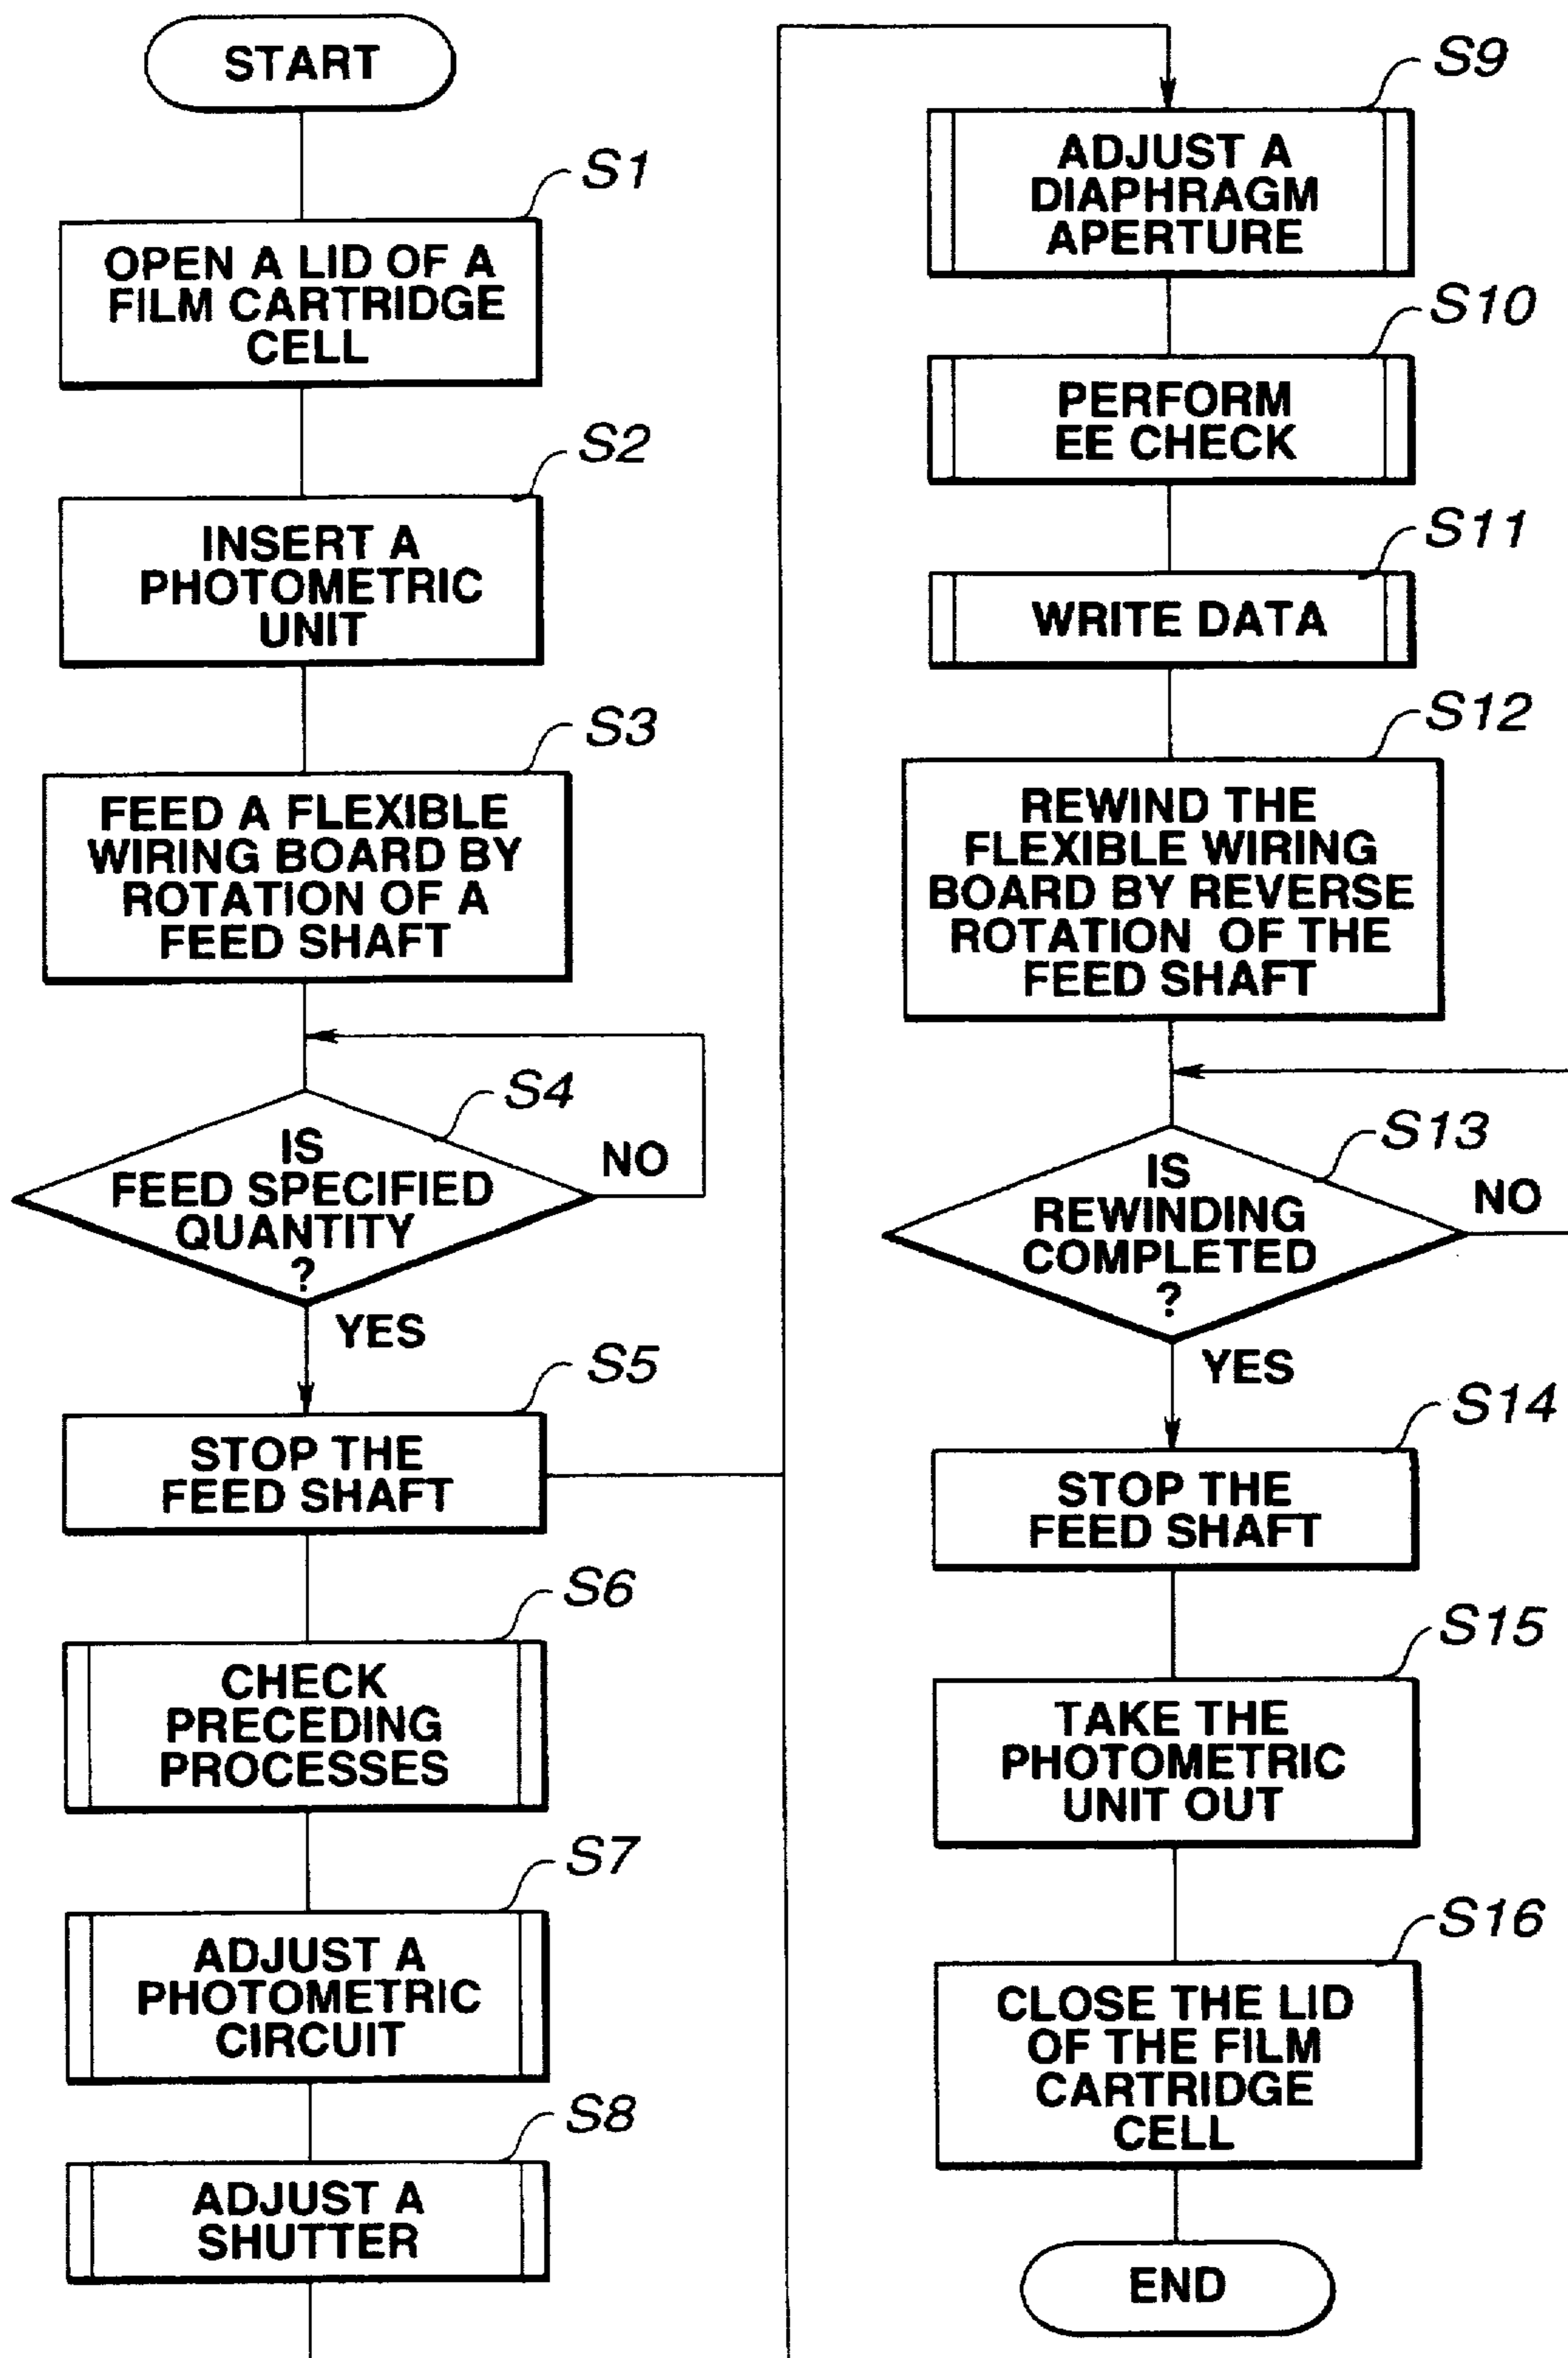 START
S1
OPEN A LID OF A
FILM CARTRIDGE
CELL
S2
INSERT A
PHOTOMETRIC
UNIT
S3
FEED A FLEXIBLE
WIRING BOARD BY
ROTATION OF A
FEED SHAFT
S4
IS
FEED SPECIFIED
QUANTITY
?
NO
YES
S5
STOP THE
FEED SHAFT
S6
CHECK
PRECEDING
PROCESSES
S7
ADJUST A
PHOTOMETRIC
CIRCUIT
S8
ADJUST A
SHUTTER
S9
ADJUST A
DIAPHRAGM
APERTURE
S10
PERFORM
EE CHECK
S11
WRITE DATA
S12
REWIND THE
FLEXIBLE WIRING
BOARD BY REVERSE
ROTATION OF THE
FEED SHAFT
S13
IS
REWINDING
COMPLETED
?
NO
YES
S14
STOP THE
FEED SHAFT
S15
TAKE THE
PHOTOMETRIC
UNIT OUT
S16
CLOSE THE LID
OF THE FILM
CARTRIDGE
CELL
END